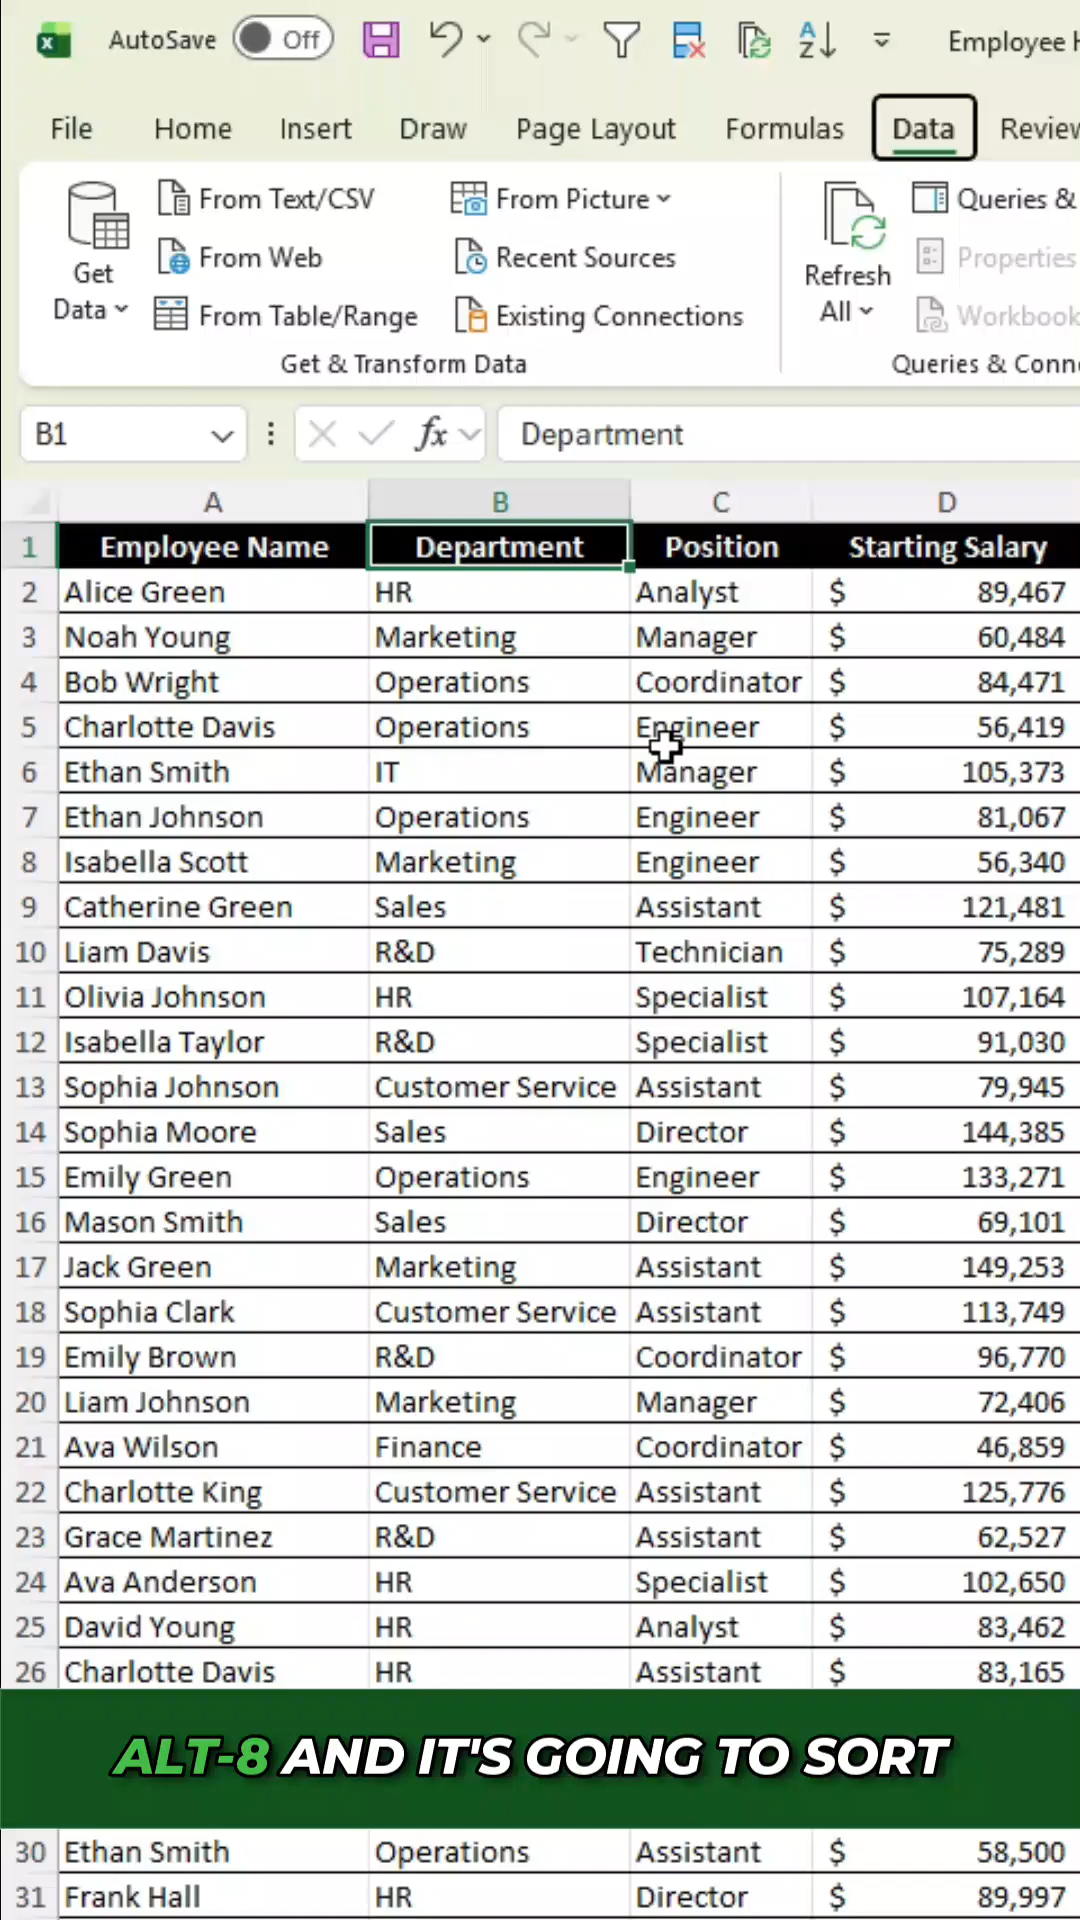 AutoSave Off Employee H
File Home Insert Draw Page Layout Formulas Data Review
From Text/CSV From Picture Queries &
Get Data From Web Recent Sources Refresh All Properties
From Table/Range Existing Connections Workbook
Get & Transform Data Queries & Conn
B1 fx Department
A B C D
1 Employee Name Department Position Starting Salary
2 Alice Green HR Analyst $ 89,467
3 Noah Young Marketing Manager $ 60,484
4 Bob Wright Operations Coordinator $ 84,471
5 Charlotte Davis Operations Engineer $ 56,419
6 Ethan Smith IT Manager $ 105,373
7 Ethan Johnson Operations Engineer $ 81,067
8 Isabella Scott Marketing Engineer $ 56,340
9 Catherine Green Sales Assistant $ 121,481
10 Liam Davis R&D Technician $ 75,289
11 Olivia Johnson HR Specialist $ 107,164
12 Isabella Taylor R&D Specialist $ 91,030
13 Sophia Johnson Customer Service Assistant $ 79,945
14 Sophia Moore Sales Director $ 144,385
15 Emily Green Operations Engineer $ 133,271
16 Mason Smith Sales Director $ 69,101
17 Jack Green Marketing Assistant $ 149,253
18 Sophia Clark Customer Service Assistant $ 113,749
19 Emily Brown R&D Coordinator $ 96,770
20 Liam Johnson Marketing Manager $ 72,406
21 Ava Wilson Finance Coordinator $ 46,859
22 Charlotte King Customer Service Assistant $ 125,776
23 Grace Martinez R&D Assistant $ 62,527
24 Ava Anderson HR Specialist $ 102,650
25 David Young HR Analyst $ 83,462
26 Charlotte Davis HR Assistant $ 83,165
ALT-8 AND IT'S GOING TO SORT
30 Ethan Smith Operations Assistant $ 58,500
31 Frank Hall HR Director $ 89,997